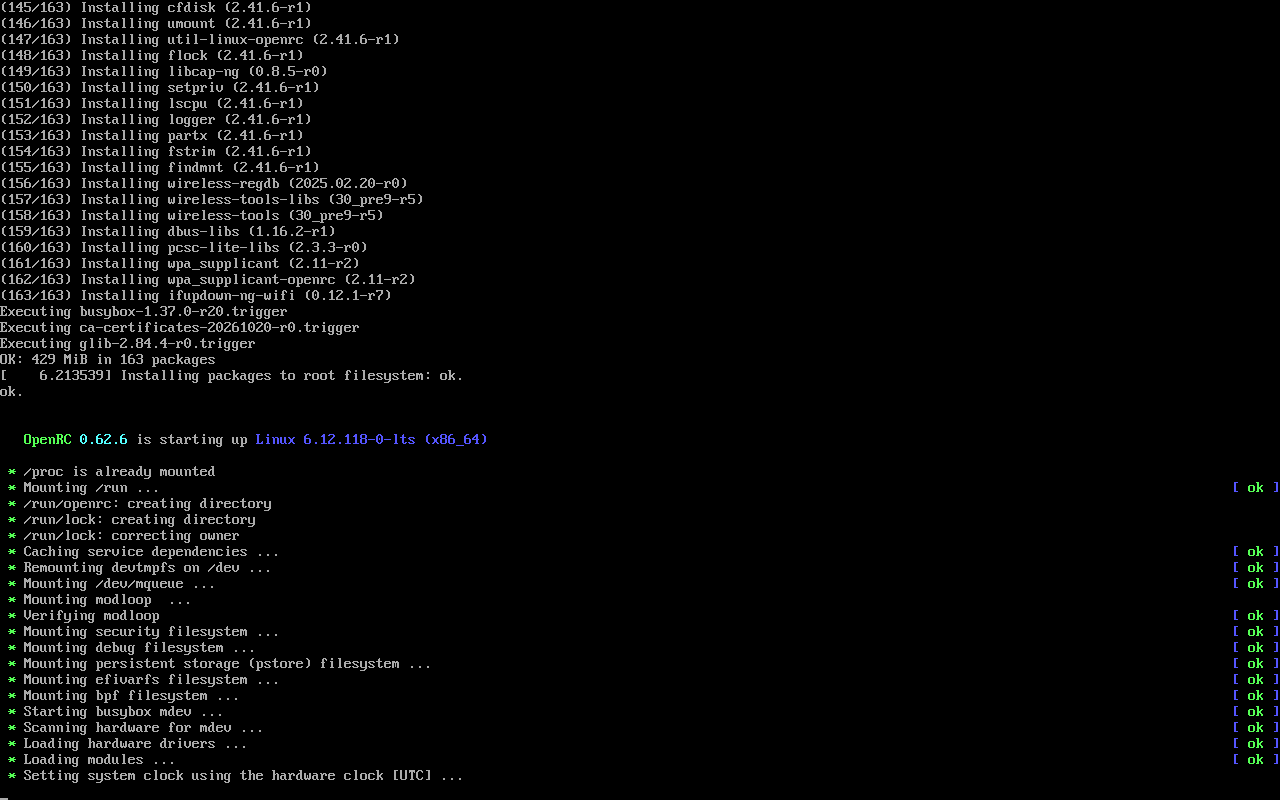 (145/163) Installing cfdisk (2.41.6-r1)
(146/163) Installing umount (2.41.6-r1)
(147/163) Installing util-linux-openrc (2.41.6-r1)
(148/163) Installing flock (2.41.6-r1)
(149/163) Installing libcap-ng (0.8.5-r0)
(150/163) Installing setpriv (2.41.6-r1)
(151/163) Installing lscpu (2.41.6-r1)
(152/163) Installing logger (2.41.6-r1)
(153/163) Installing partx (2.41.6-r1)
(154/163) Installing fstrim (2.41.6-r1)
(155/163) Installing findmnt (2.41.6-r1)
(156/163) Installing wireless-regdb (2025.02.20-r0)
(157/163) Installing wireless-tools-libs (30_pre9-r5)
(158/163) Installing wireless-tools (30_pre9-r5)
(159/163) Installing dbus-libs (1.16.2-r1)
(160/163) Installing pcsc-lite-libs (2.3.3-r0)
(161/163) Installing wpa_supplicant (2.11-r2)
(162/163) Installing wpa_supplicant-openrc (2.11-r2)
(163/163) Installing ifupdown-ng-wifi (0.12.1-r7)
Executing busybox-1.37.0-r20.trigger
Executing ca-certificates-20261020-r0.trigger
Executing glib-2.84.4-r0.trigger
OK: 429 MiB in 163 packages
[    6.213539] Installing packages to root filesystem: ok.
ok.
OpenRC 0.62.6 is starting up Linux 6.12.118-0-lts (x86_64)
* /proc is already mounted
* Mounting /run ... [ ok ]
* /run/openrc: creating directory
* /run/lock: creating directory
* /run/lock: correcting owner
* Caching service dependencies ... [ ok ]
* Remounting devtmpfs on /dev ... [ ok ]
* Mounting /dev/mqueue ... [ ok ]
* Mounting modloop  ...
* Verifying modloop [ ok ]
* Mounting security filesystem ... [ ok ]
* Mounting debug filesystem ... [ ok ]
* Mounting persistent storage (pstore) filesystem ... [ ok ]
* Mounting efivarfs filesystem ... [ ok ]
* Mounting bpf filesystem ... [ ok ]
* Starting busybox mdev ... [ ok ]
* Scanning hardware for mdev ... [ ok ]
* Loading hardware drivers ... [ ok ]
* Loading modules ... [ ok ]
* Setting system clock using the hardware clock [UTC] ...